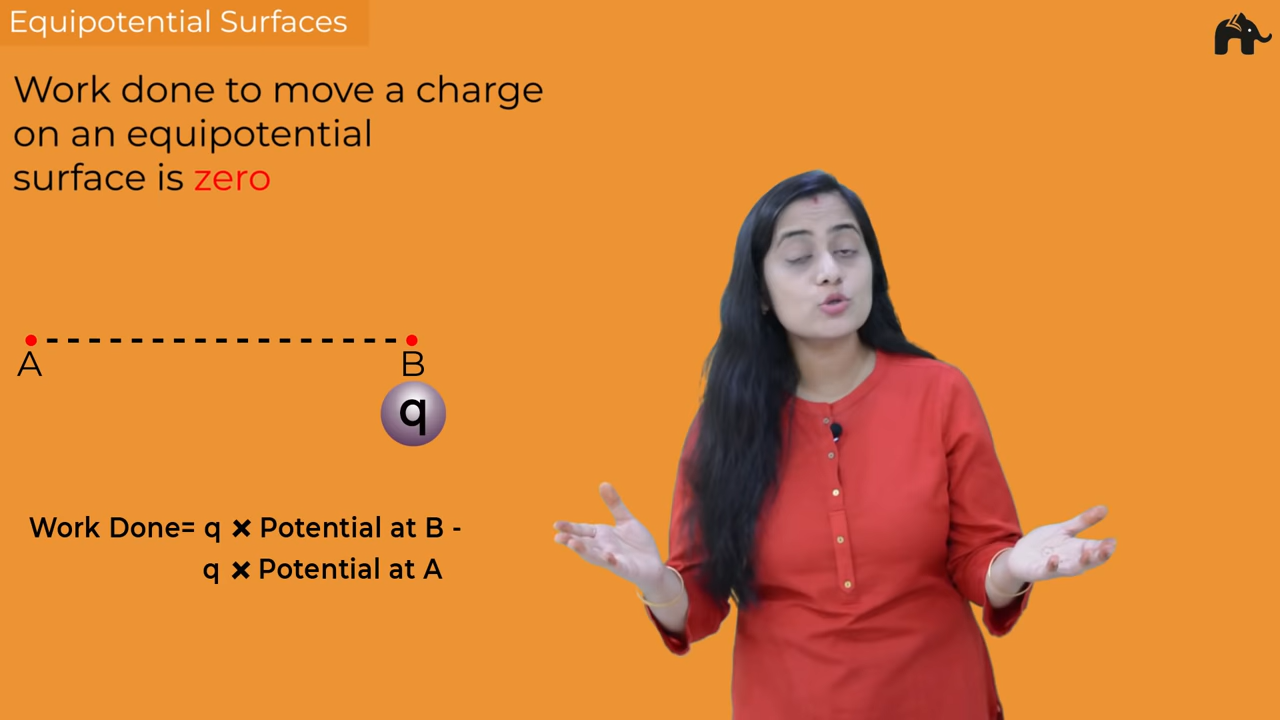 Equipotential Surfaces
Work done to move a charge
on an equipotential
surface is zero
A
B
q
Work Done= q × Potential at B -
q × Potential at A